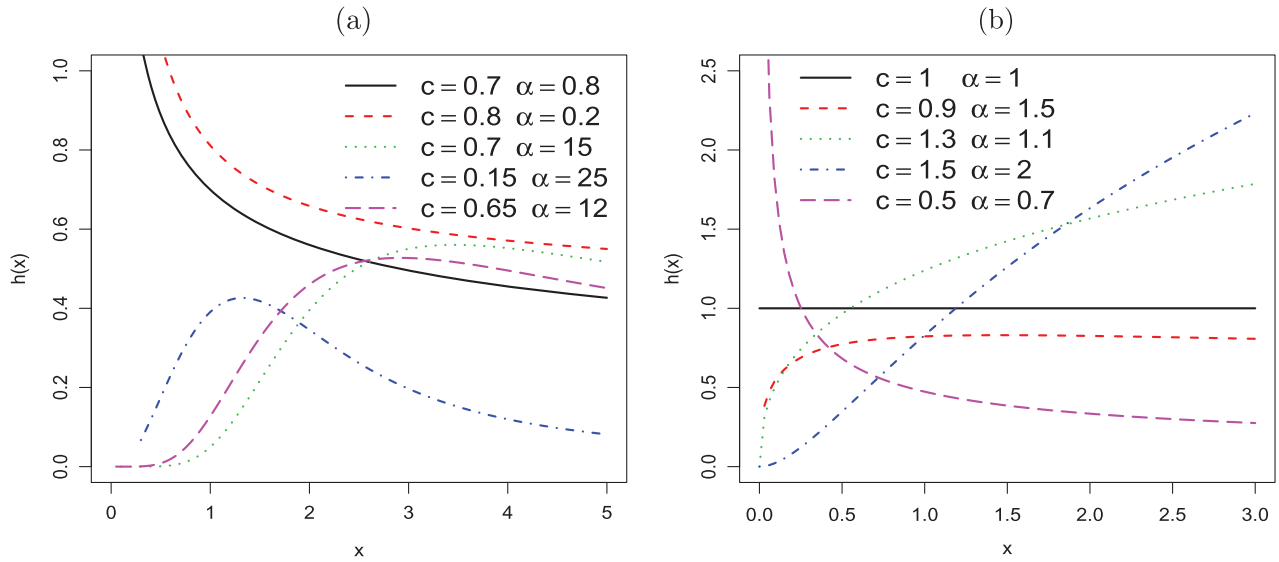 (a)
c = 0.7 α = 0.8
c = 0.8 α = 0.2
c = 0.7 α = 15
c = 0.15 α = 25
c = 0.65 α = 12
h(x)
0.0 0.2 0.4 0.6 0.8 1.0
0 1 2 3 4 5
x
(b)
c = 1 α = 1
c = 0.9 α = 1.5
c = 1.3 α = 1.1
c = 1.5 α = 2
c = 0.5 α = 0.7
h(x)
0.0 0.5 1.0 1.5 2.0 2.5
0.0 0.5 1.0 1.5 2.0 2.5 3.0
x